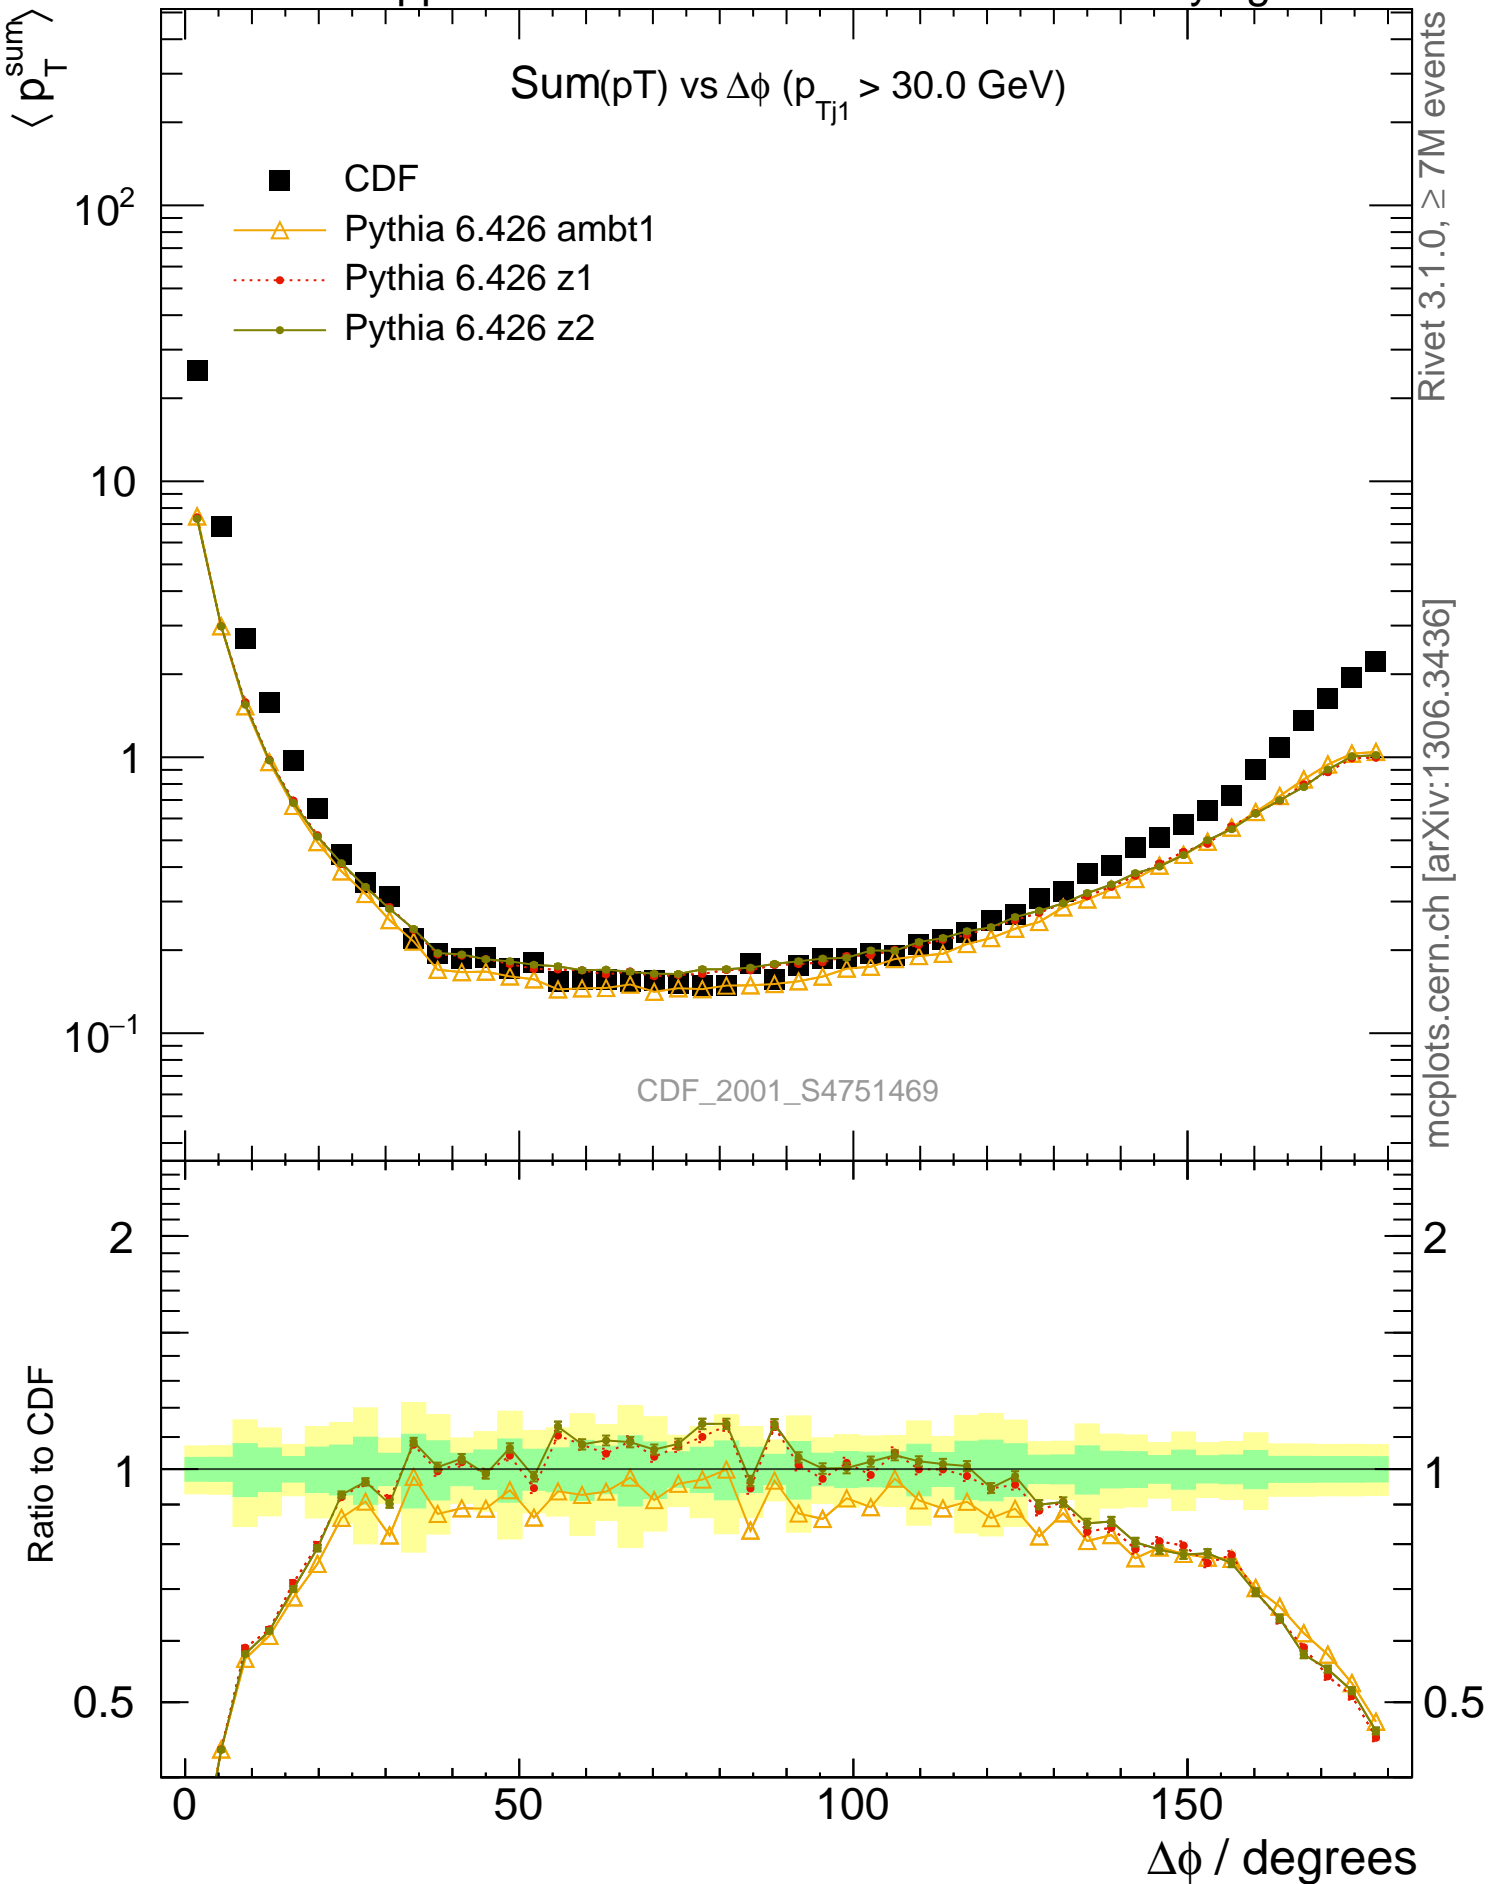 Sum(pT) vs Δϕ (p_Tj1 > 30.0 GeV)
⟨ p_T^sum ⟩
CDF
Pythia 6.426 ambt1
Pythia 6.426 z1
Pythia 6.426 z2
10²
10
1
10⁻¹
CDF_2001_S4751469
Rivet 3.1.0, ≥ 7M events
mcplots.cern.ch [arXiv:1306.3436]
Ratio to CDF
2
1
0.5
2
1
0.5
0 50 100 150
Δϕ / degrees